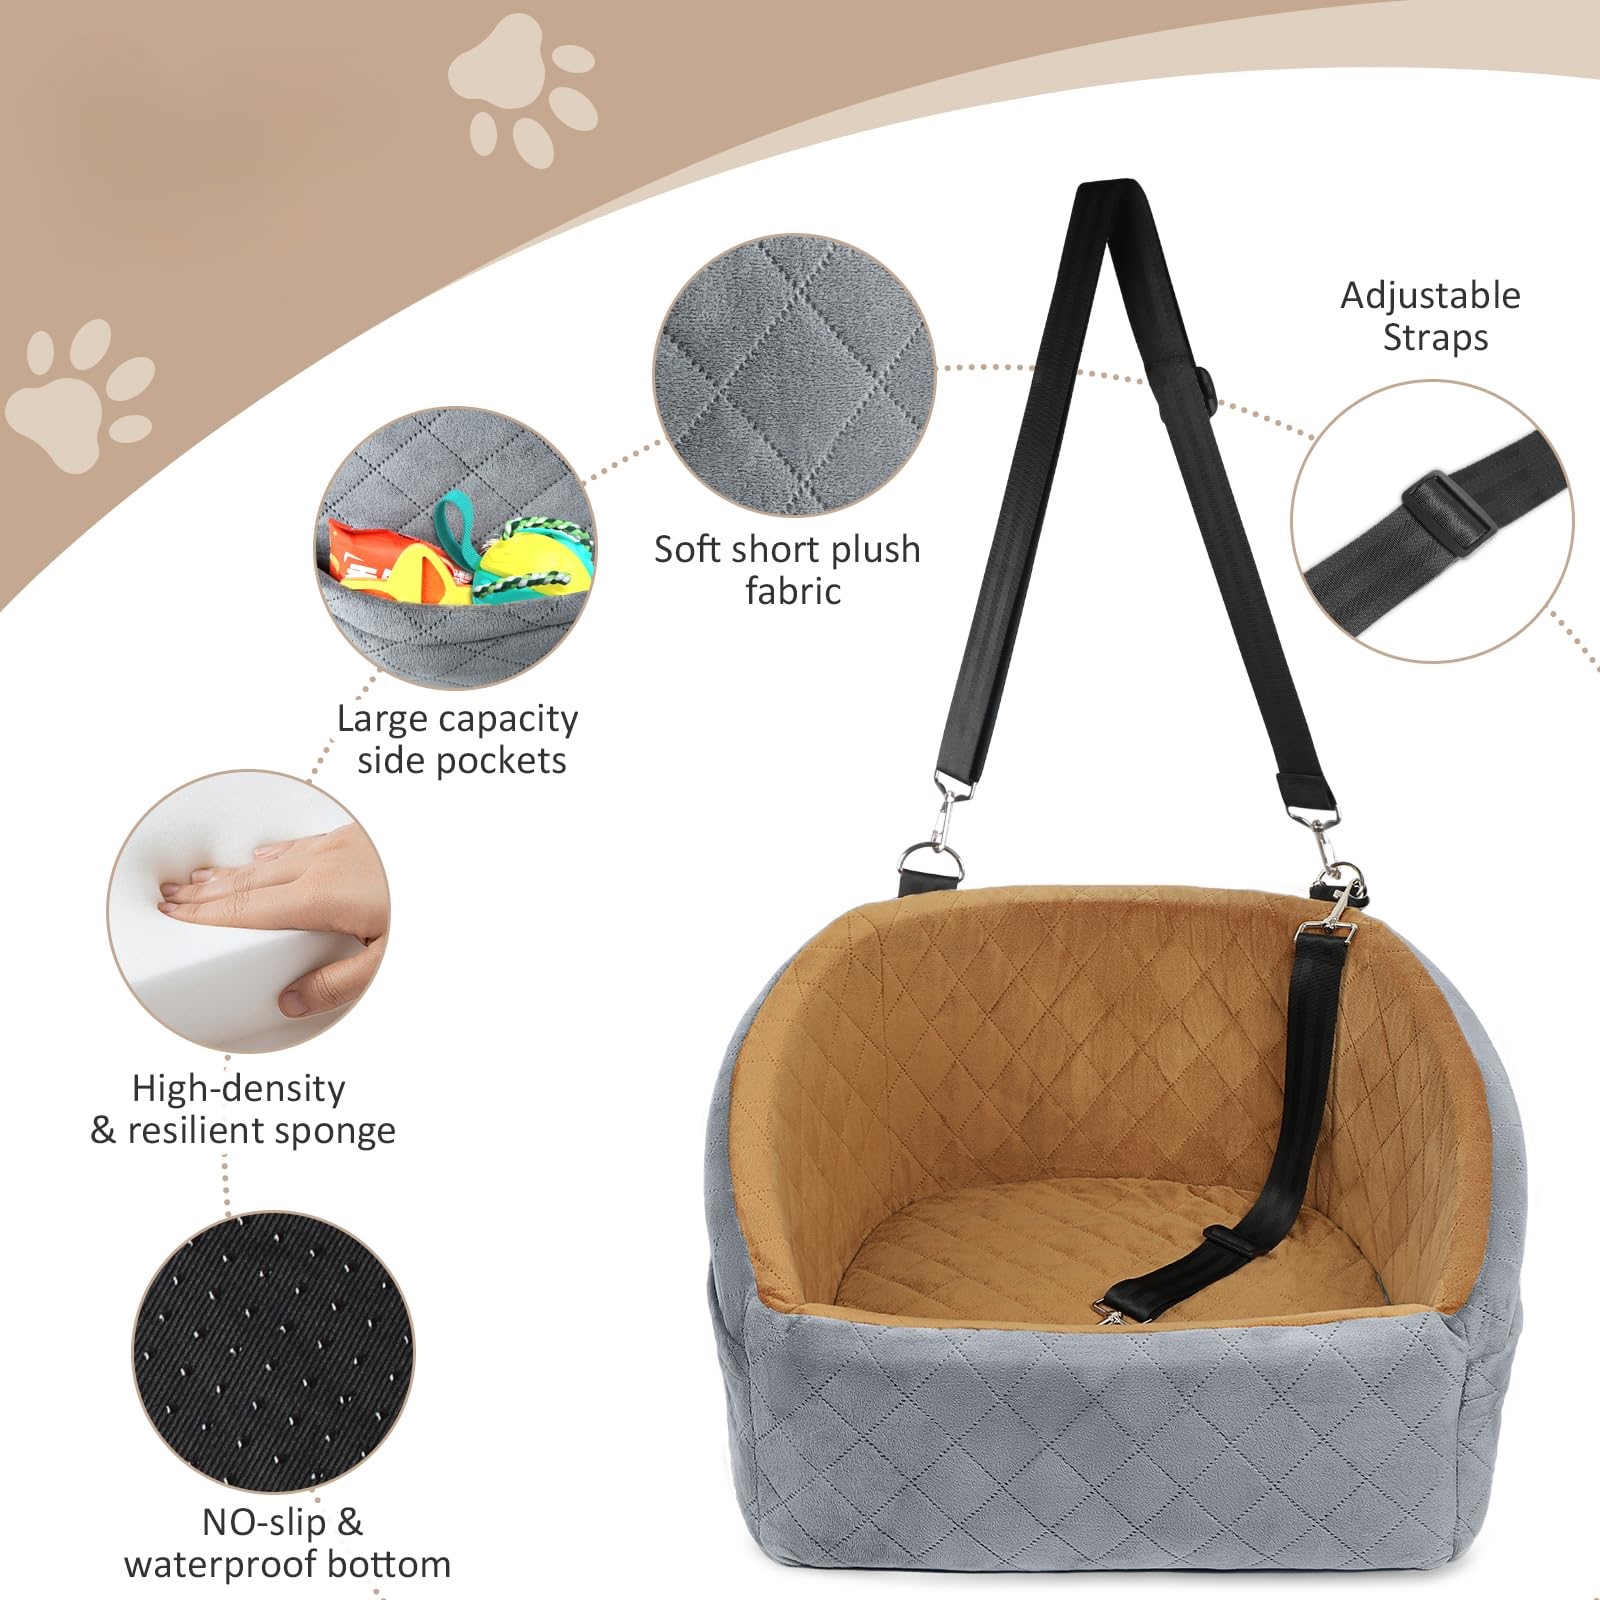 Adjustable
Straps
Soft short plush
fabric
Large capacity
side pockets
High-density
& resilient sponge
NO-slip &
waterproof bottom